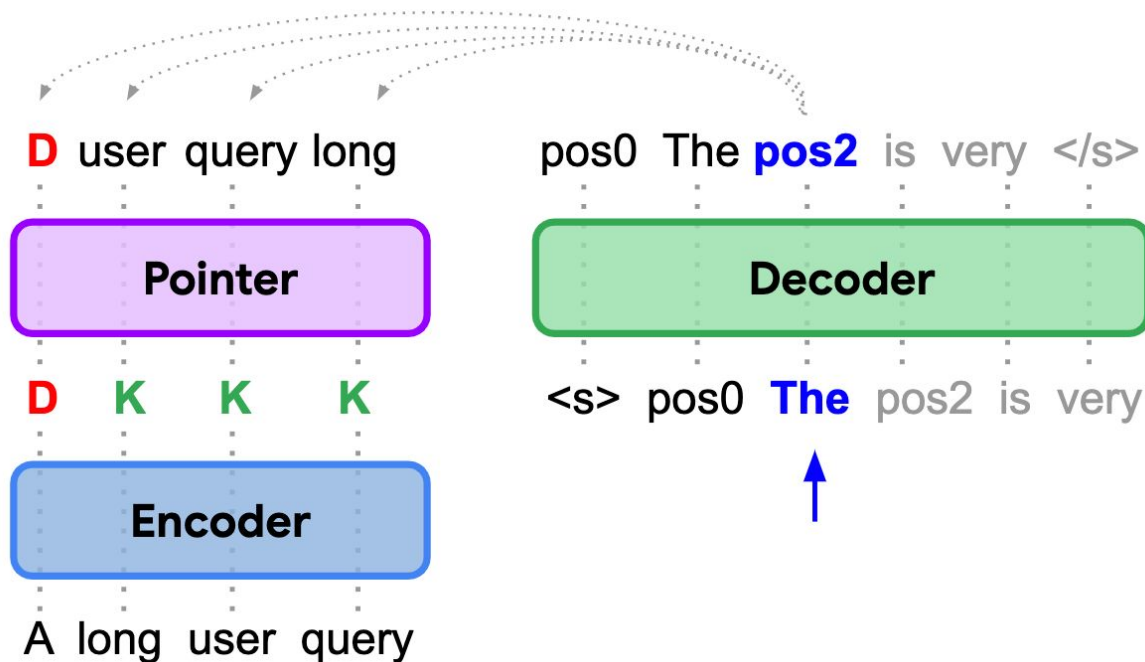 D user query long
pos0 The pos2 is very </s>
Pointer
Decoder
D K K K
<s> pos0 The pos2 is very
Encoder
A long user query